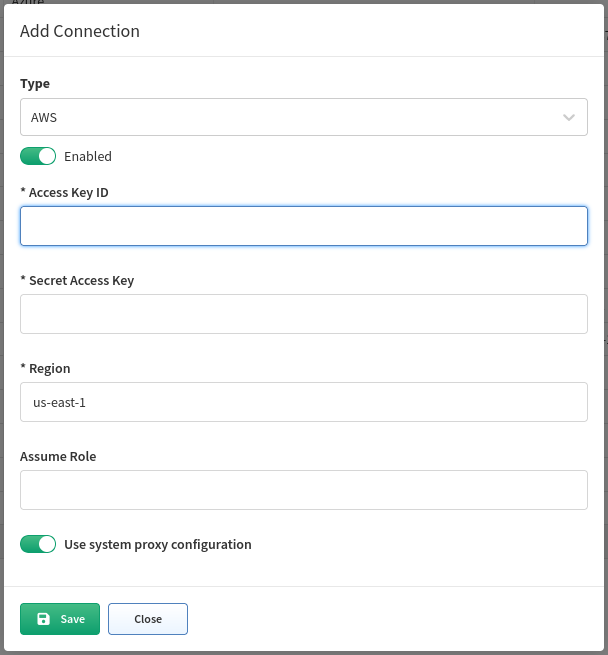 Azure
Add Connection
Type
AWS
Enabled
* Access Key ID
* Secret Access Key
* Region
us-east-1
Assume Role
Use system proxy configuration
Save
Close